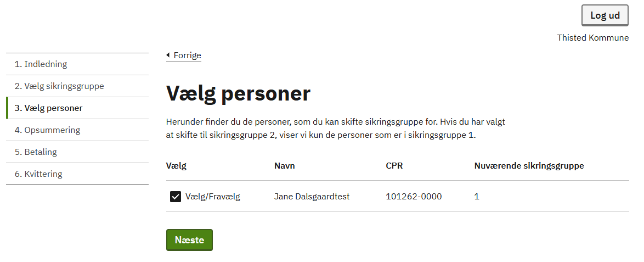 Log ud
Thisted Kommune
1. Indledning
2. Vælg sikringsgruppe
3. Vælg personer
4. Opsummering
5. Betaling
6. Kvittering
Forrige
Vælg personer
Herunder finder du de personer, som du kan skifte sikringsgruppe for. Hvis du har valgt
at skifte til sikringsgruppe 2, viser vi kun de personer som er i sikringsgruppe 1.
Vælg Navn CPR Nuværende sikringsgruppe
Vælg/Fravælg Jane Dalsgaardtest 101262-0000 1
Næste